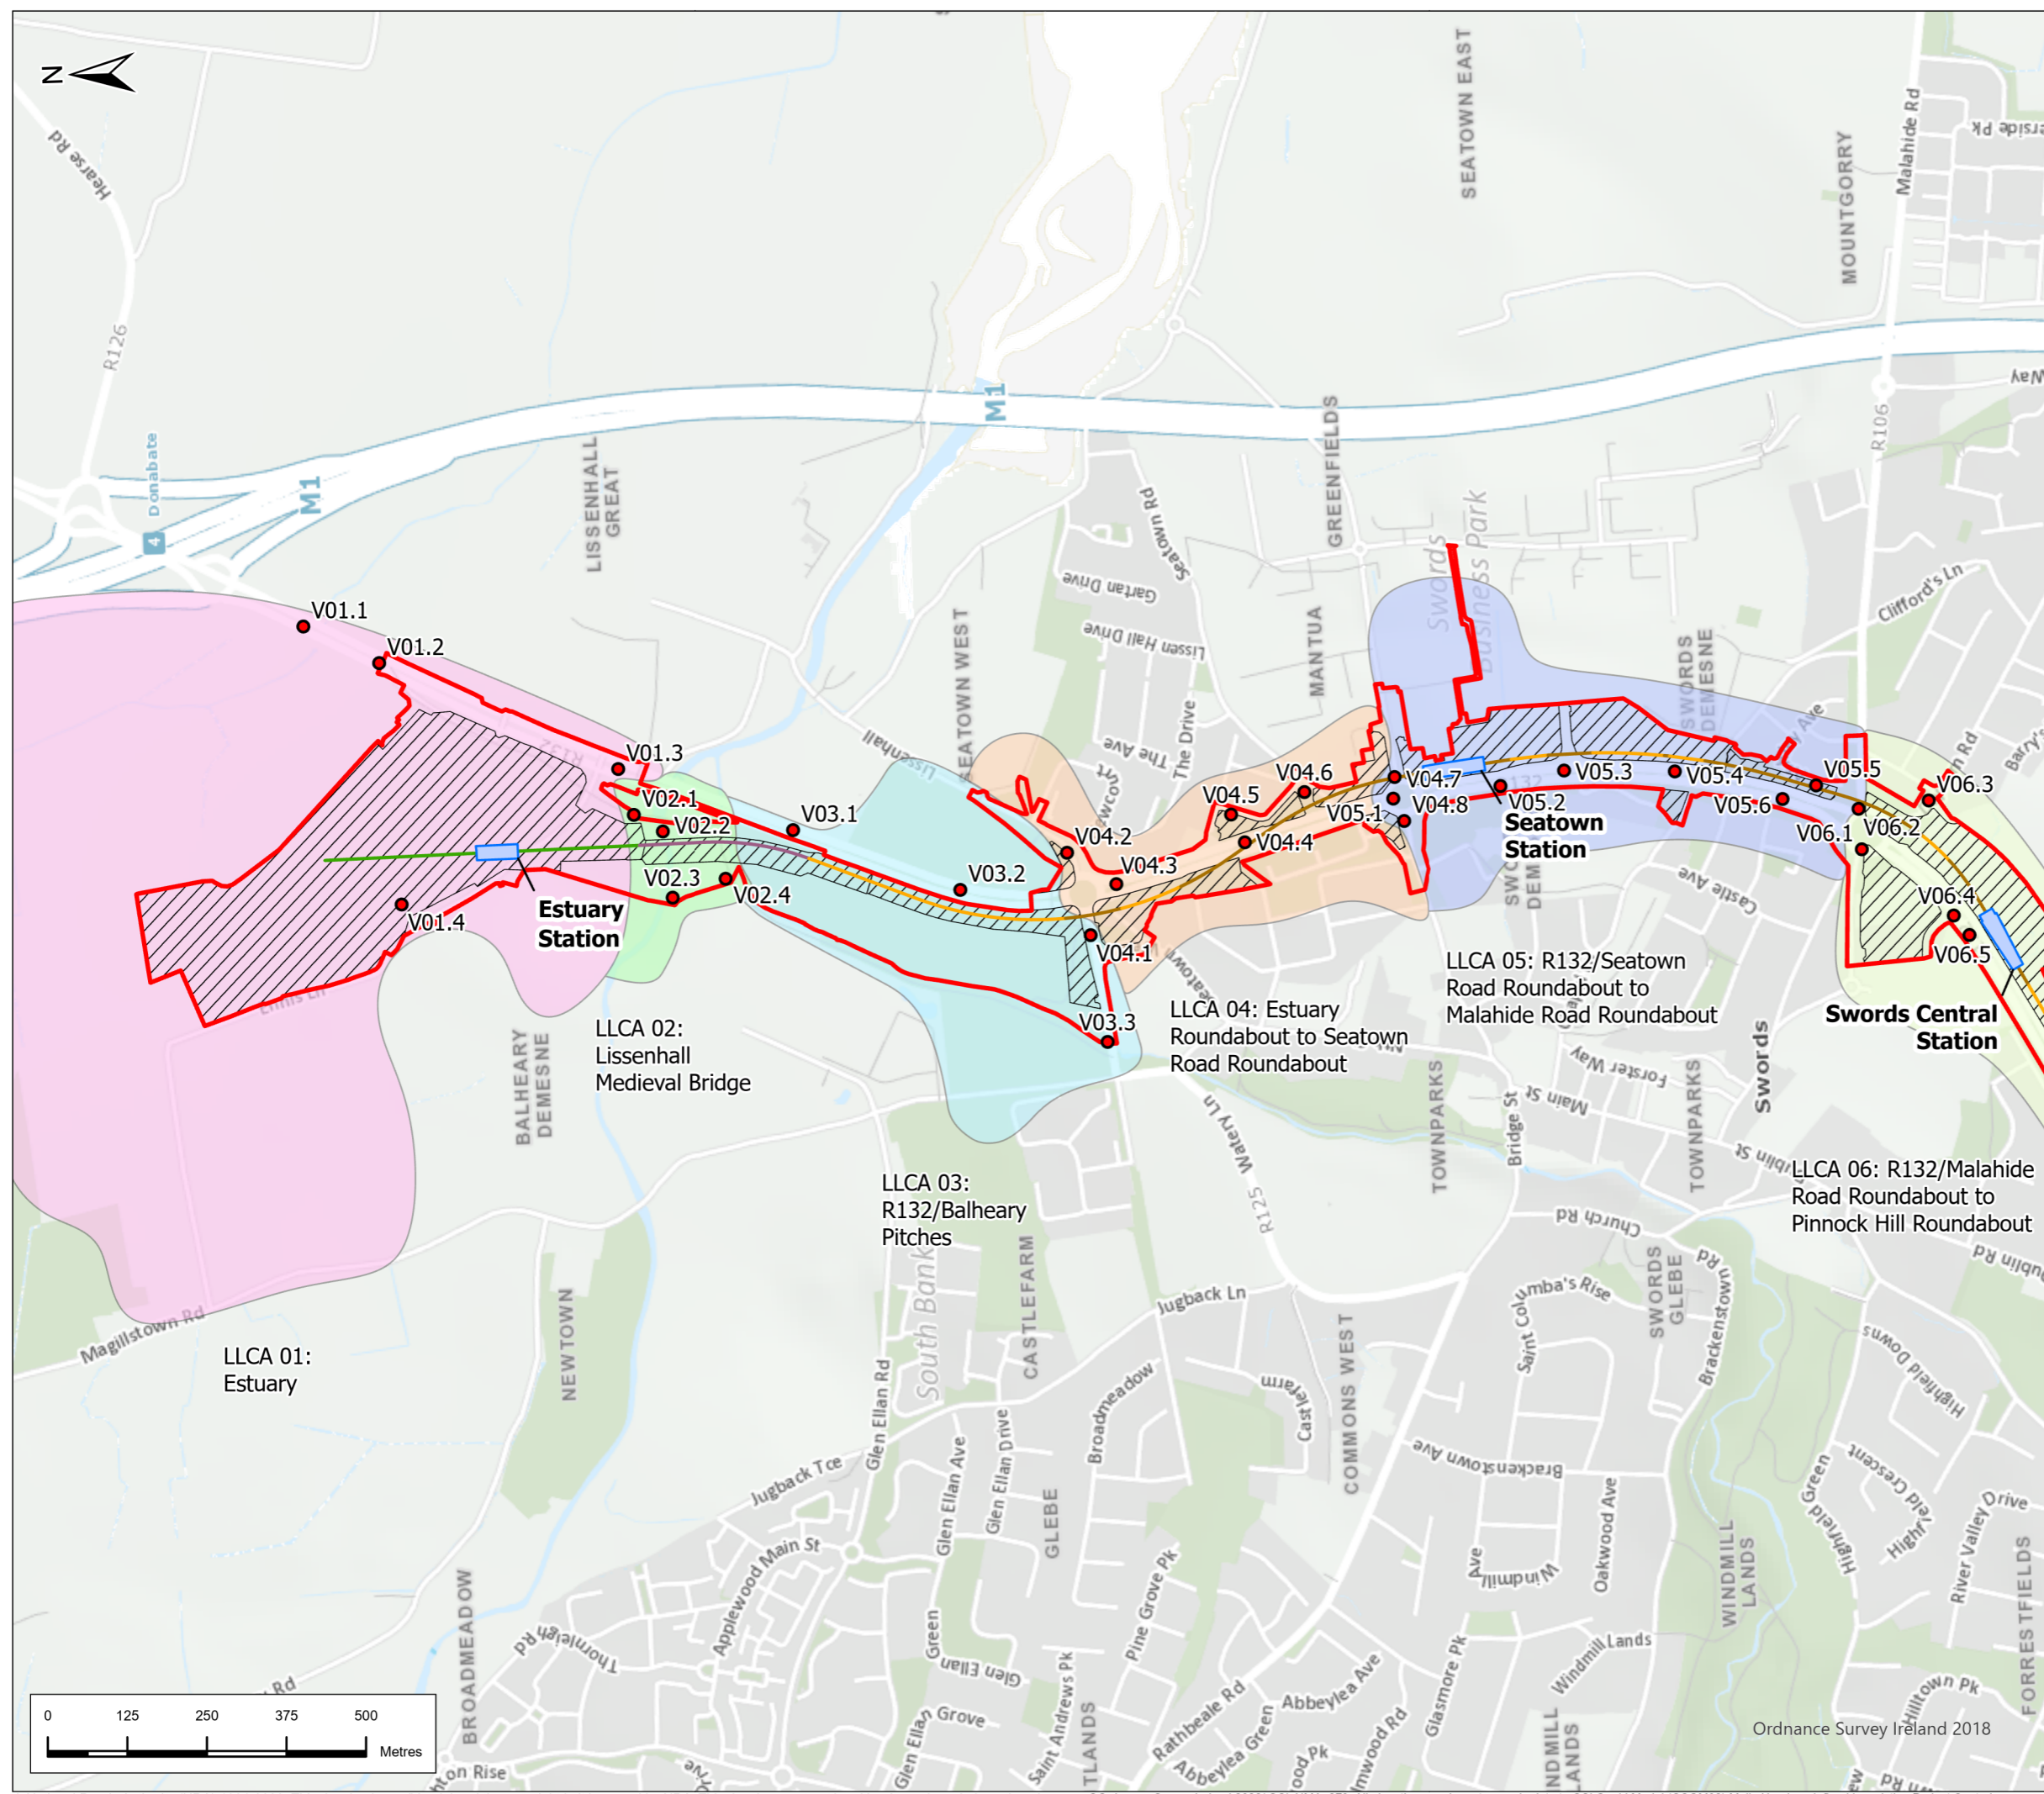 N
Hearse Rd
R126
4 Donabate
M1
M1
LISSENHALL
GREAT
SEATOWN EAST
MOUNTGORRY
Malahide Rd
R106
GREENFIELDS
Swords
Business Park
Seatown Rd
Gartan Drive
Lissen Hall Drive
The Ave
The Drive
MANTUA
SEATOWN WEST
Lissenhall
SWORDS
DEMESNE
Clifford's Ln
R132
V01.1
V01.2
V01.3
V01.4
V02.1
V02.2
V02.3
V02.4
V03.1
V03.2
V03.3
V04.1
V04.2
V04.3
V04.4
V04.5
V04.6
V04.7
V04.8
V05.1
V05.2
V05.3
V05.4
V05.5
V05.6
V06.1
V06.2
V06.3
V06.4
V06.5
Estuary
Station
Seatown
Station
Swords Central
Station
Ennis Ln
Castle Ave
LLCA 01:
Estuary
LLCA 02:
Lissenhall
Medieval Bridge
LLCA 03:
R132/Balheary
Pitches
LLCA 04: Estuary
Roundabout to Seatown
Road Roundabout
LLCA 05: R132/Seatown
Road Roundabout to
Malahide Road Roundabout
LLCA 06: R132/Malahide
Road Roundabout to
Pinnock Hill Roundabout
BALHEARY
DEMESNE
Magillstown Rd
NEWTOWN
South Bank
CASTLEFARM
Watery Ln
R125
Jugback Ln
TOWNPARKS
Bridge St
Main St
Forster Way
TOWNPARKS
Swords
Dublin St
Church Rd
SWORDS
GLEBE
Saint Columba's Rise
Brackenstown
Rd
Dublin Rd
Highfield Downs
Highfield Crescent
Highfield Green
River Valley Drive
FORRESTFIELDS
Hilltown Pk
COMMONS WEST
Brackenstown Ave
Oakwood Ave
Windmill
Ave
WINDMILL
LANDS
Windmill Lands
Glasmore Pk
Castlefarm
Broadmeadow
Glen Ellan Rd
Glen Ellan Ave
Glen Ellan Drive
GLEBE
Jugback Tce
Applewood Main St
Thornleigh Rd
BROADMEADOW
Glen Ellan
Green
Glen Ellan Grove
Saint Andrews Pk
Pine Grove Pk
Rathbeale Rd
Abbeylea Ave
Abbeylea Green
0 125 250 375 500
Metres
Ordnance Survey Ireland 2018